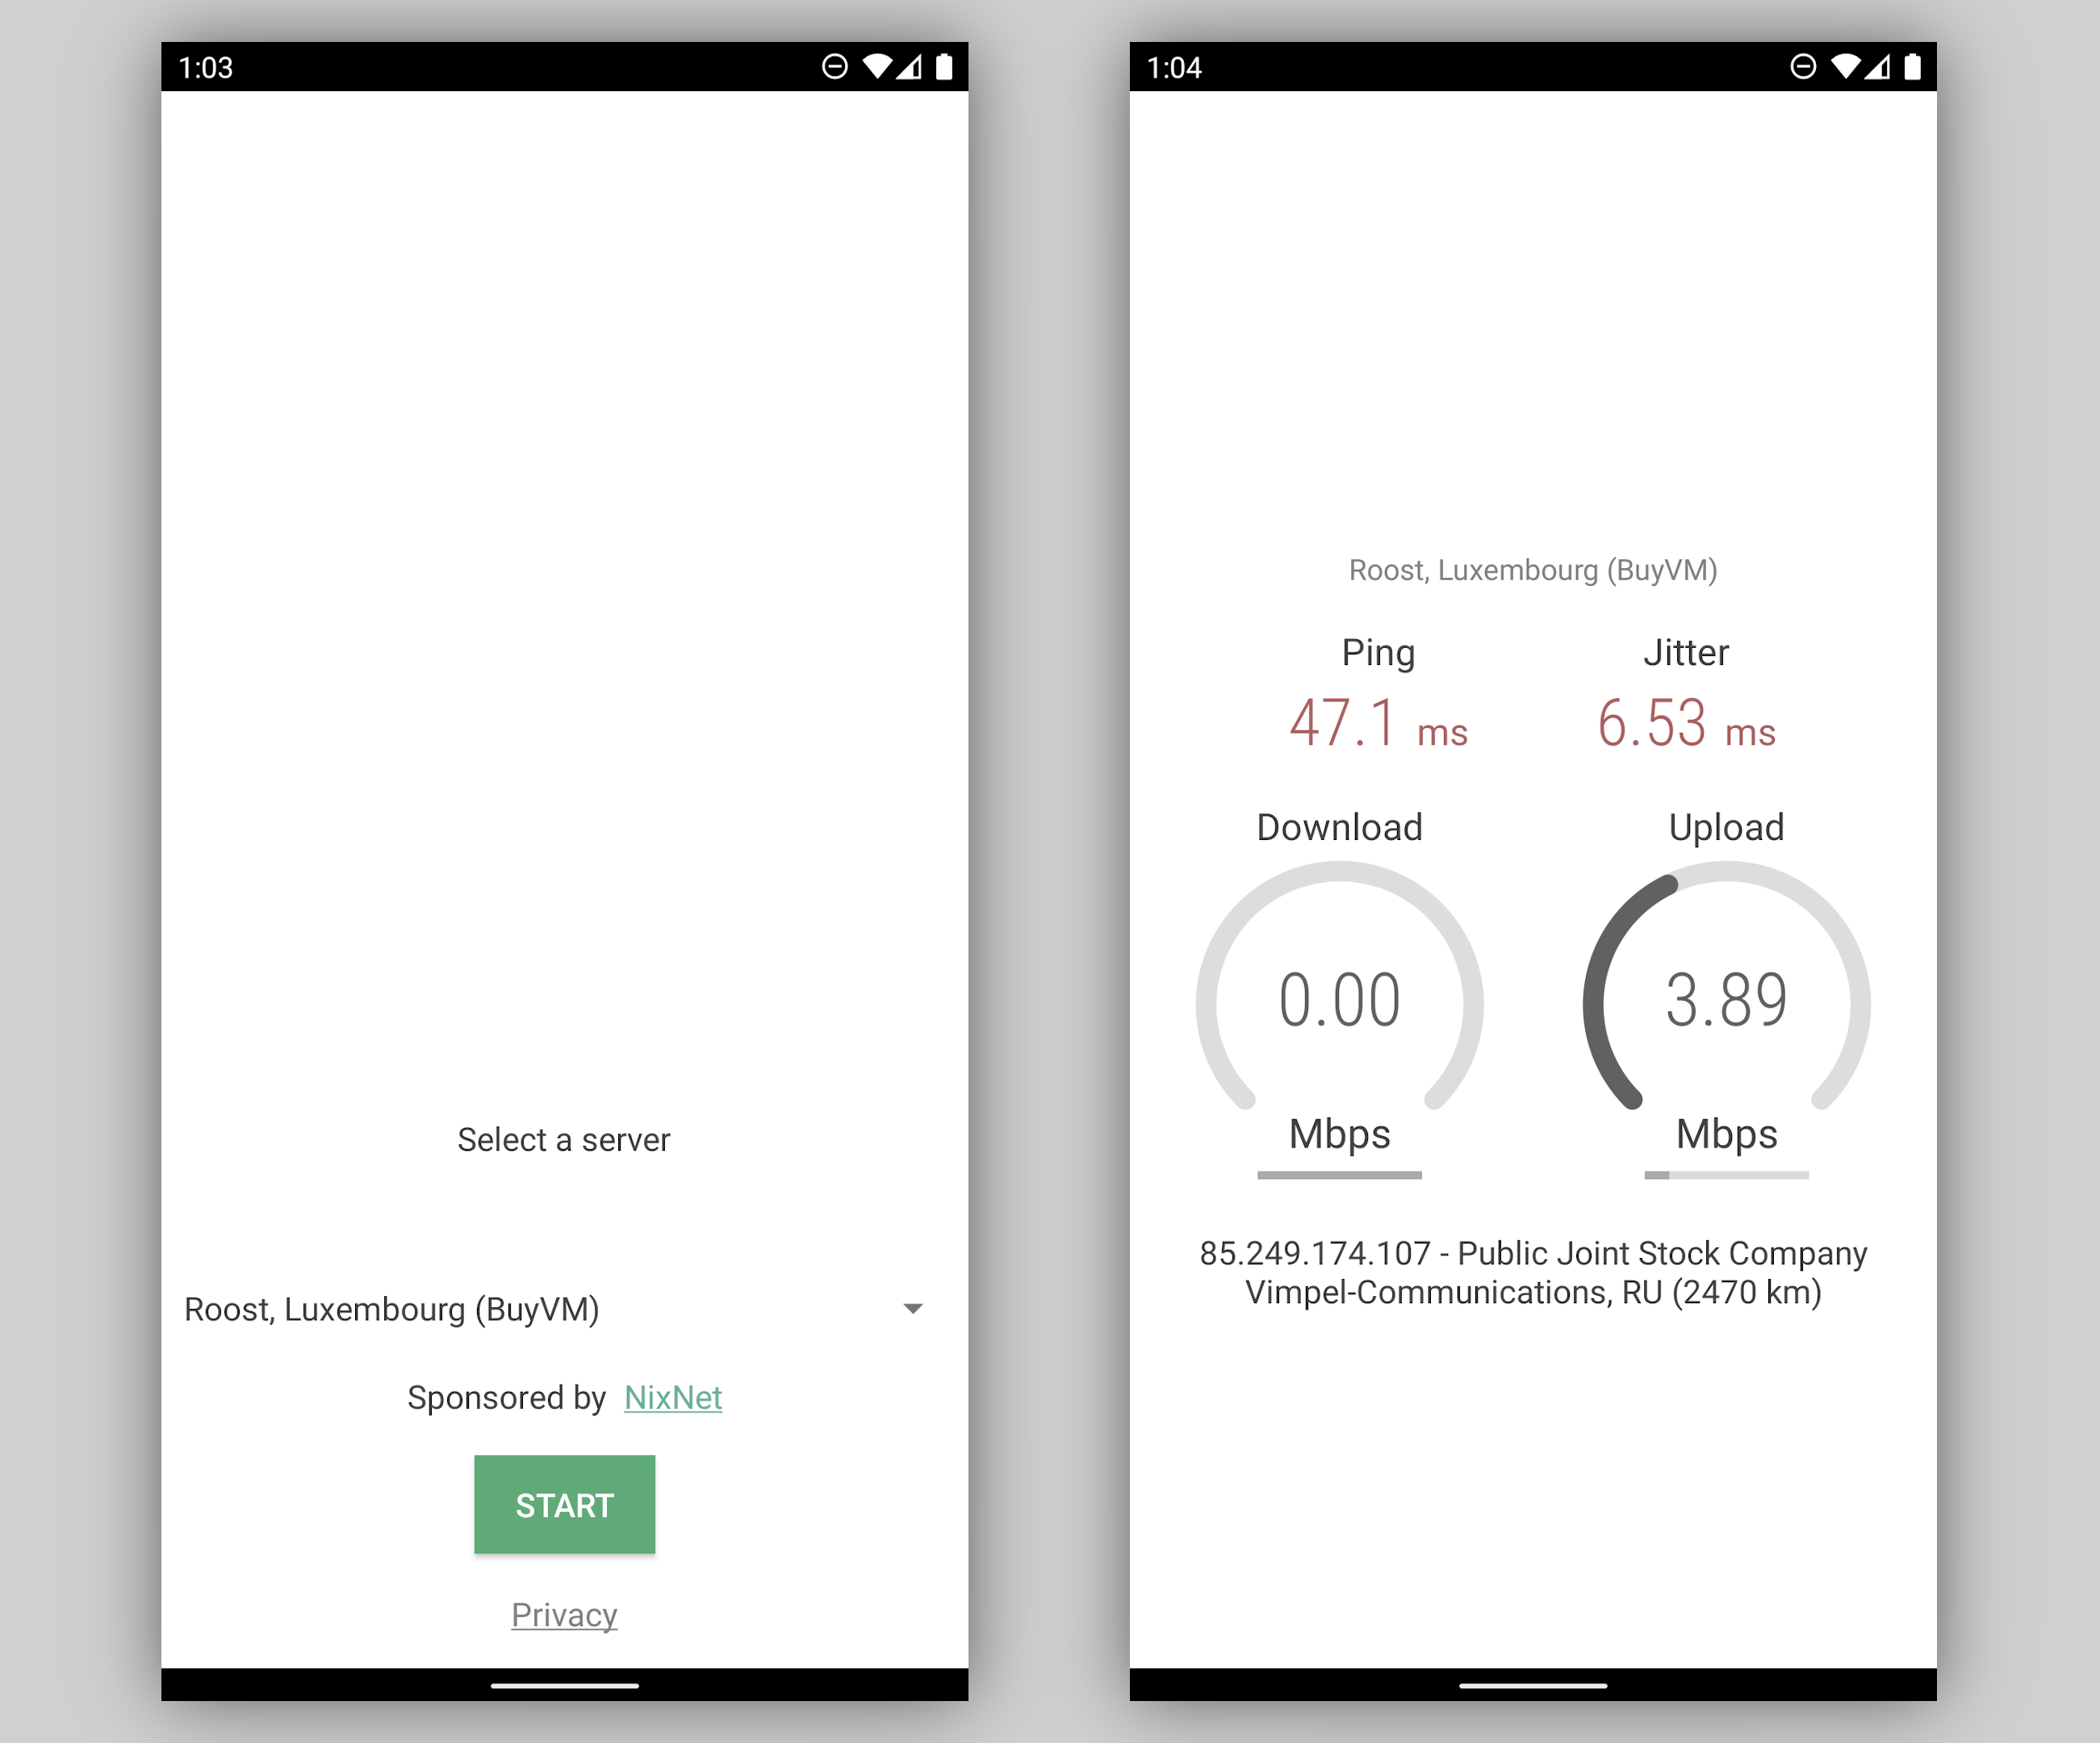 1:03
Select a server
Roost, Luxembourg (BuyVM)
Sponsored by NixNet
START
Privacy
1:04
Roost, Luxembourg (BuyVM)
Ping Jitter
47.1 ms 6.53 ms
Download Upload
0.00 3.89
Mbps Mbps
85.249.174.107 - Public Joint Stock Company
Vimpel-Communications, RU (2470 km)